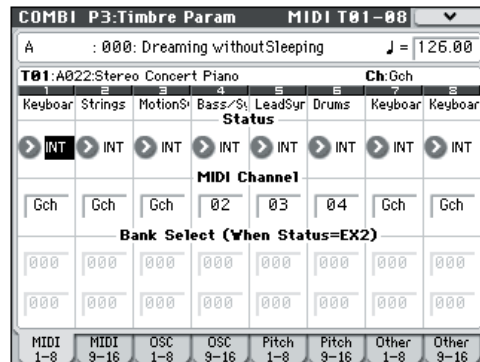 COMBI P3:Timbre Param MIDI T01-08
A :000: Dreaming withoutSleeping ♩= 126.00
T01:A022:Stereo Concert Piano Ch:Gch
1 2 3 4 5 6 7 8
Keyboar Strings MotionS Bass/Sy LeadSyr Drums Keyboar Keyboar
Status
INT INT INT INT INT INT INT INT
MIDI Channel
Gch Gch Gch 02 03 04 Gch Gch
Bank Select (When Status=EX2)
000 000 000 000 000 000 000 000
000 000 000 000 000 000 000 000
MIDI MIDI OSC OSC Pitch Pitch Other Other
1-8 9-16 1-8 9-16 1-8 9-16 1-8 9-16